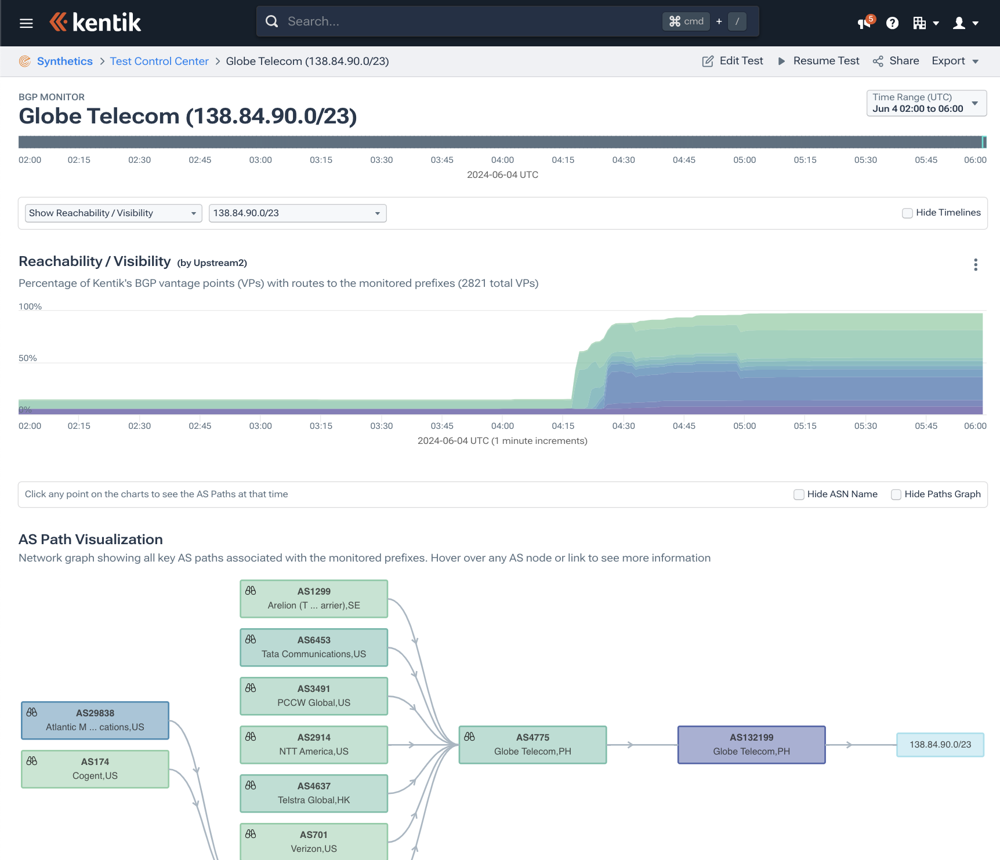 kentik
Search...
⌘ cmd + /
5
Synthetics > Test Control Center > Globe Telecom (138.84.90.0/23)
Edit Test
Resume Test
Share
Export
BGP MONITOR
Globe Telecom (138.84.90.0/23)
Time Range (UTC)
Jun 4 02:00 to 06:00
02:00 02:15 02:30 02:45 03:00 03:15 03:30 03:45 04:00 04:15 04:30 04:45 05:00 05:15 05:30 05:45 06:00
2024-06-04 UTC
Show Reachability / Visibility
138.84.90.0/23
Hide Timelines
Reachability / Visibility (by Upstream2)
Percentage of Kentik's BGP vantage points (VPs) with routes to the monitored prefixes (2821 total VPs)
100%
50%
0%
02:00 02:15 02:30 02:45 03:00 03:15 03:30 03:45 04:00 04:15 04:30 04:45 05:00 05:15 05:30 05:45 06:00
2024-06-04 UTC (1 minute increments)
Click any point on the charts to see the AS Paths at that time
Hide ASN Name
Hide Paths Graph
AS Path Visualization
Network graph showing all key AS paths associated with the monitored prefixes. Hover over any AS node or link to see more information
AS1299
Arelion (T ... arrier),SE
AS6453
Tata Communications,US
AS3491
PCCW Global,US
AS29838
Atlantic M ... cations,US
AS2914
NTT America,US
AS4775
Globe Telecom,PH
AS132199
Globe Telecom,PH
138.84.90.0/23
AS174
Cogent,US
AS4637
Telstra Global,HK
AS701
Verizon,US